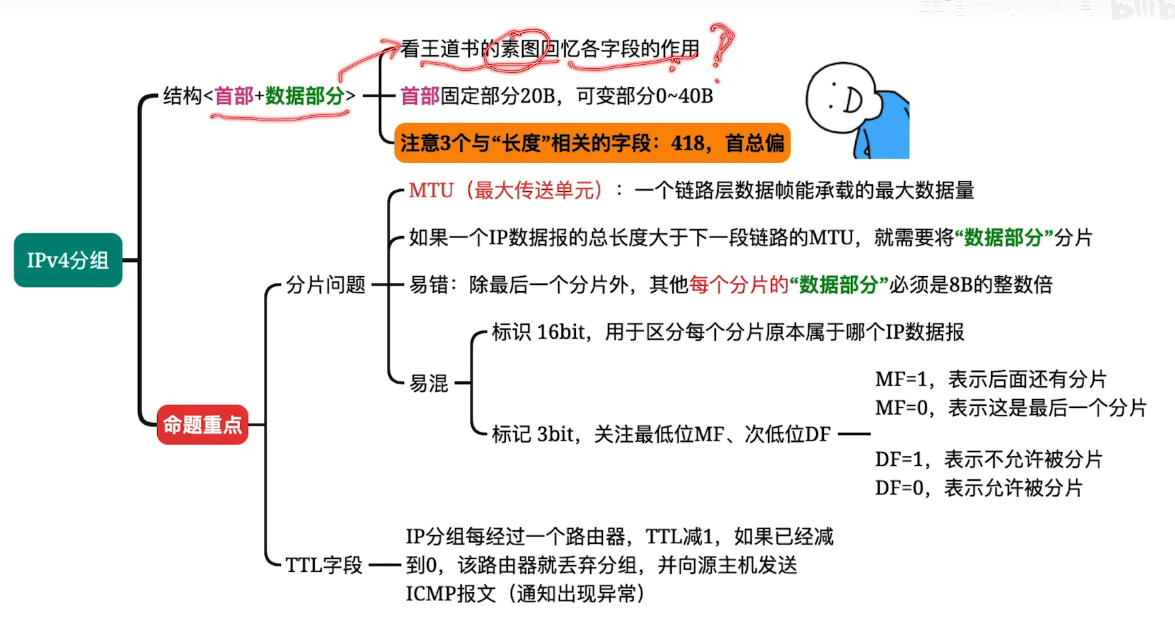 看王道书的素图回忆各字段的作用
结构<首部+数据部分>
首部固定部分20B，可变部分0~40B
注意3个与“长度”相关的字段：418，首总偏
IPv4分组
命题重点
分片问题
MTU（最大传送单元）：一个链路层数据帧能承载的最大数据量
如果一个IP数据报的总长度大于下一段链路的MTU，就需要将“数据部分”分片
易错：除最后一个分片外，其他每个分片的“数据部分”必须是8B的整数倍
易混
标识 16bit，用于区分每个分片原本属于哪个IP数据报
标记 3bit，关注最低位MF、次低位DF
MF=1，表示后面还有分片
MF=0，表示这是最后一个分片
DF=1，表示不允许被分片
DF=0，表示允许被分片
TTL字段
IP分组每经过一个路由器，TTL减1，如果已经减
到0，该路由器就丢弃分组，并向源主机发送
ICMP报文（通知出现异常）